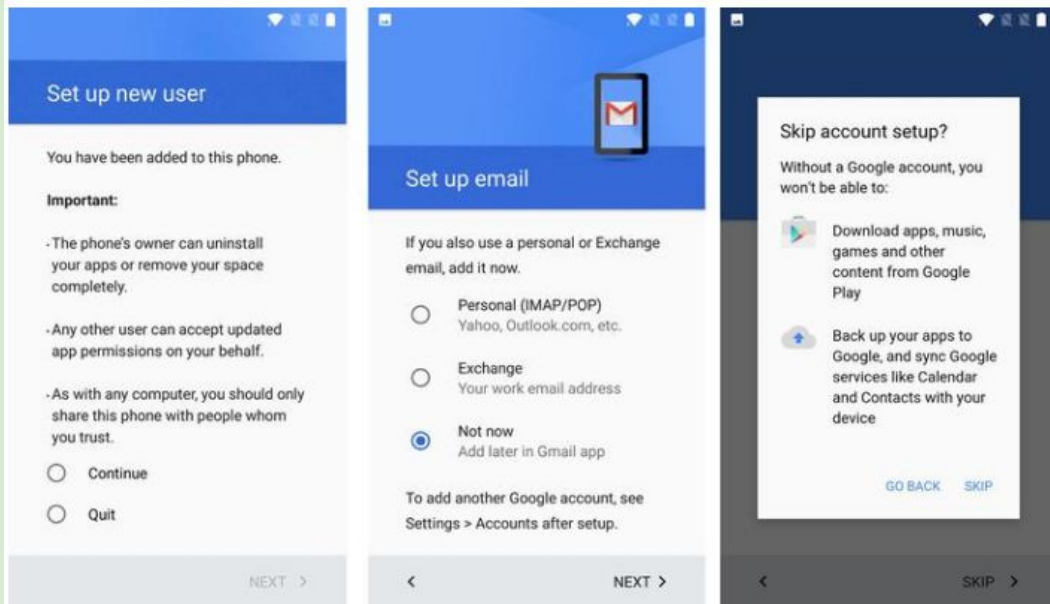 Set up new user
You have been added to this phone.
Important:
·The phone's owner can uninstall
your apps or remove your space
completely.
·Any other user can accept updated
app permissions on your behalf.
·As with any computer, you should only
share this phone with people whom
you trust.
Continue
Quit
NEXT >
Set up email
If you also use a personal or Exchange
email, add it now.
Personal (IMAP/POP)
Yahoo, Outlook.com, etc.
Exchange
Your work email address
Not now
Add later in Gmail app
To add another Google account, see
Settings > Accounts after setup.
< NEXT >
Skip account setup?
Without a Google account, you
won't be able to:
Download apps, music,
games and other
content from Google
Play
Back up your apps to
Google, and sync Google
services like Calendar
and Contacts with your
device
GO BACK SKIP
< SKIP >